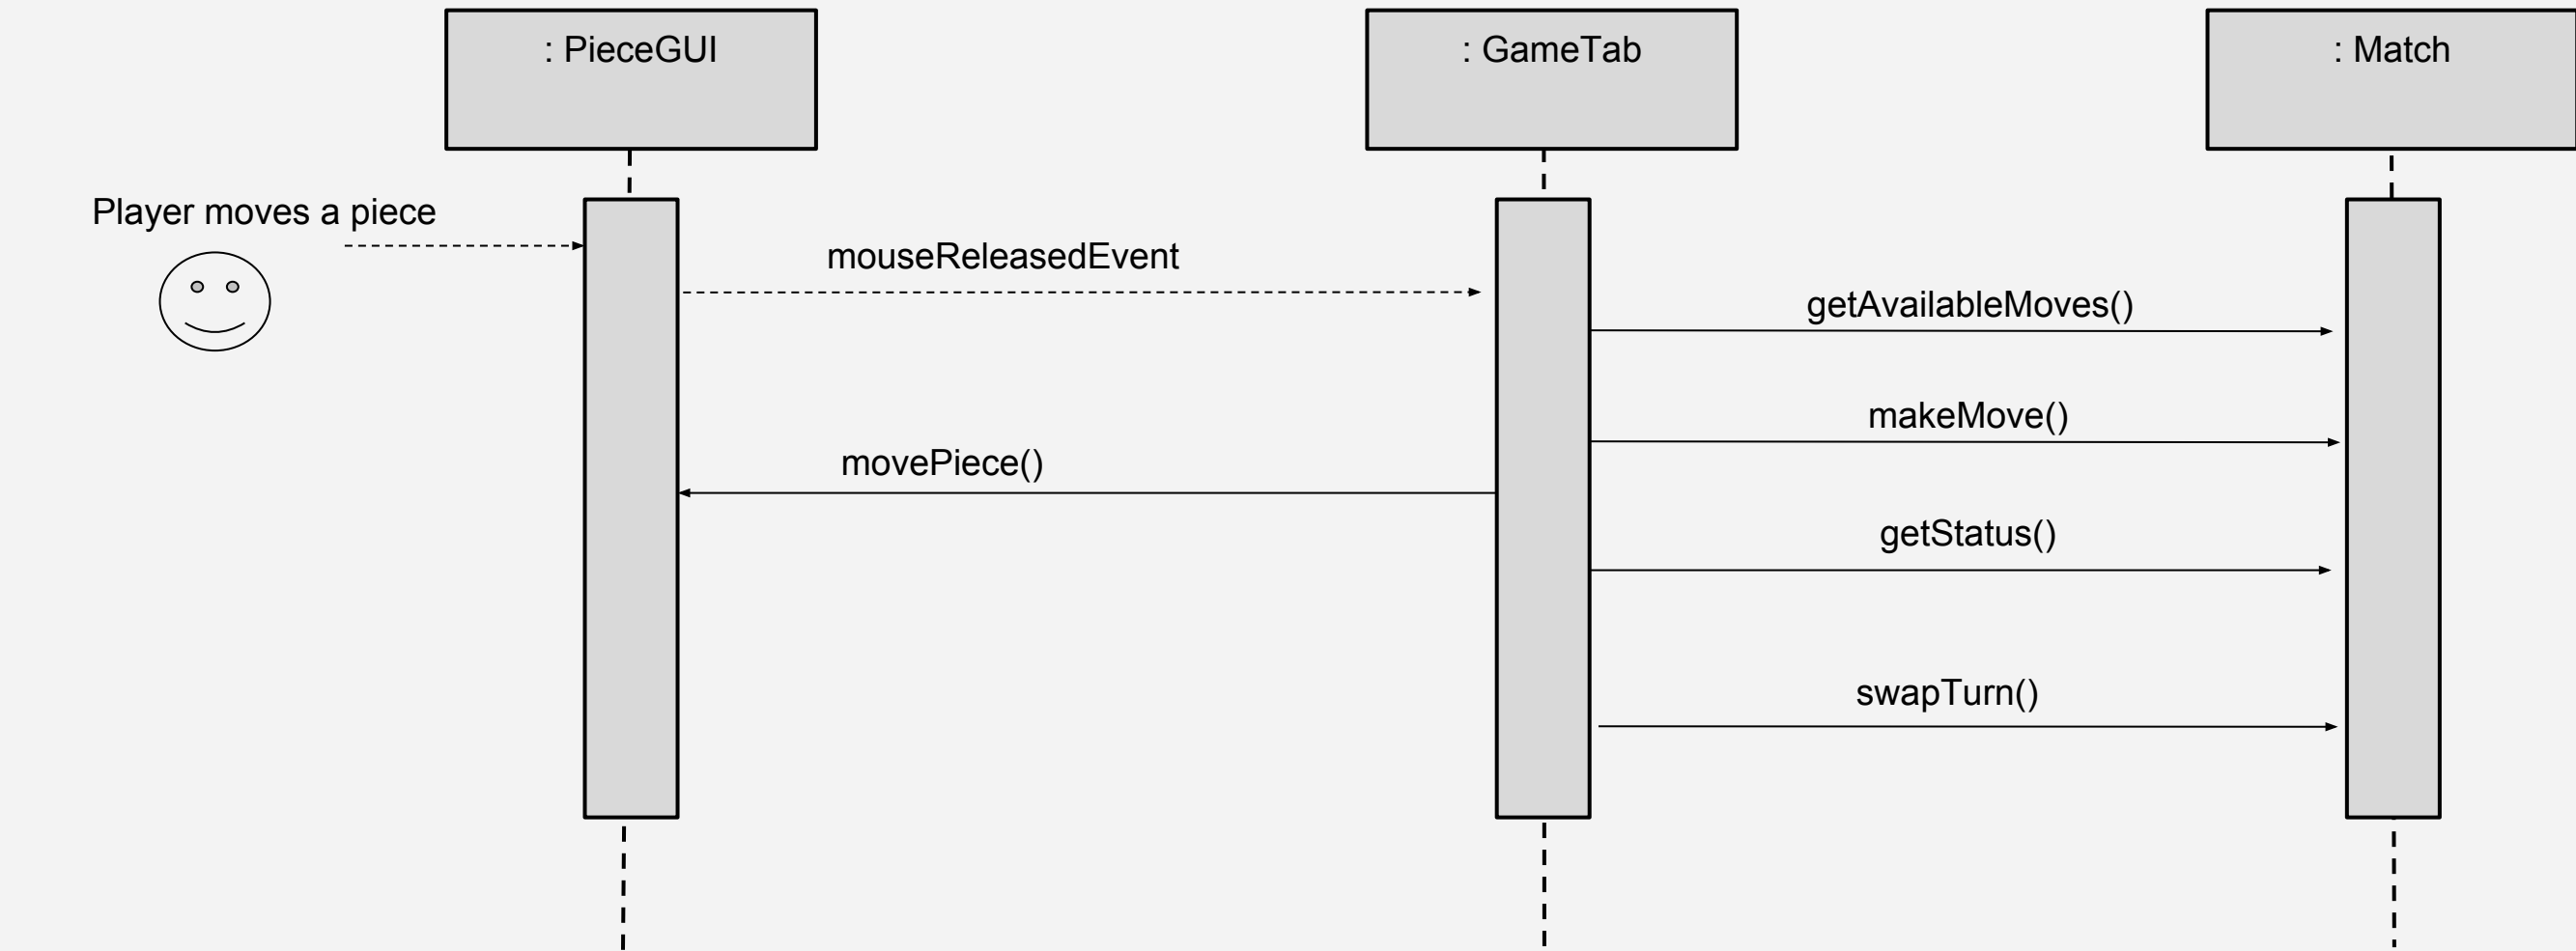 : PieceGUI
: GameTab
: Match
Player moves a piece
mouseReleasedEvent
getAvailableMoves()
makeMove()
movePiece()
getStatus()
swapTurn()